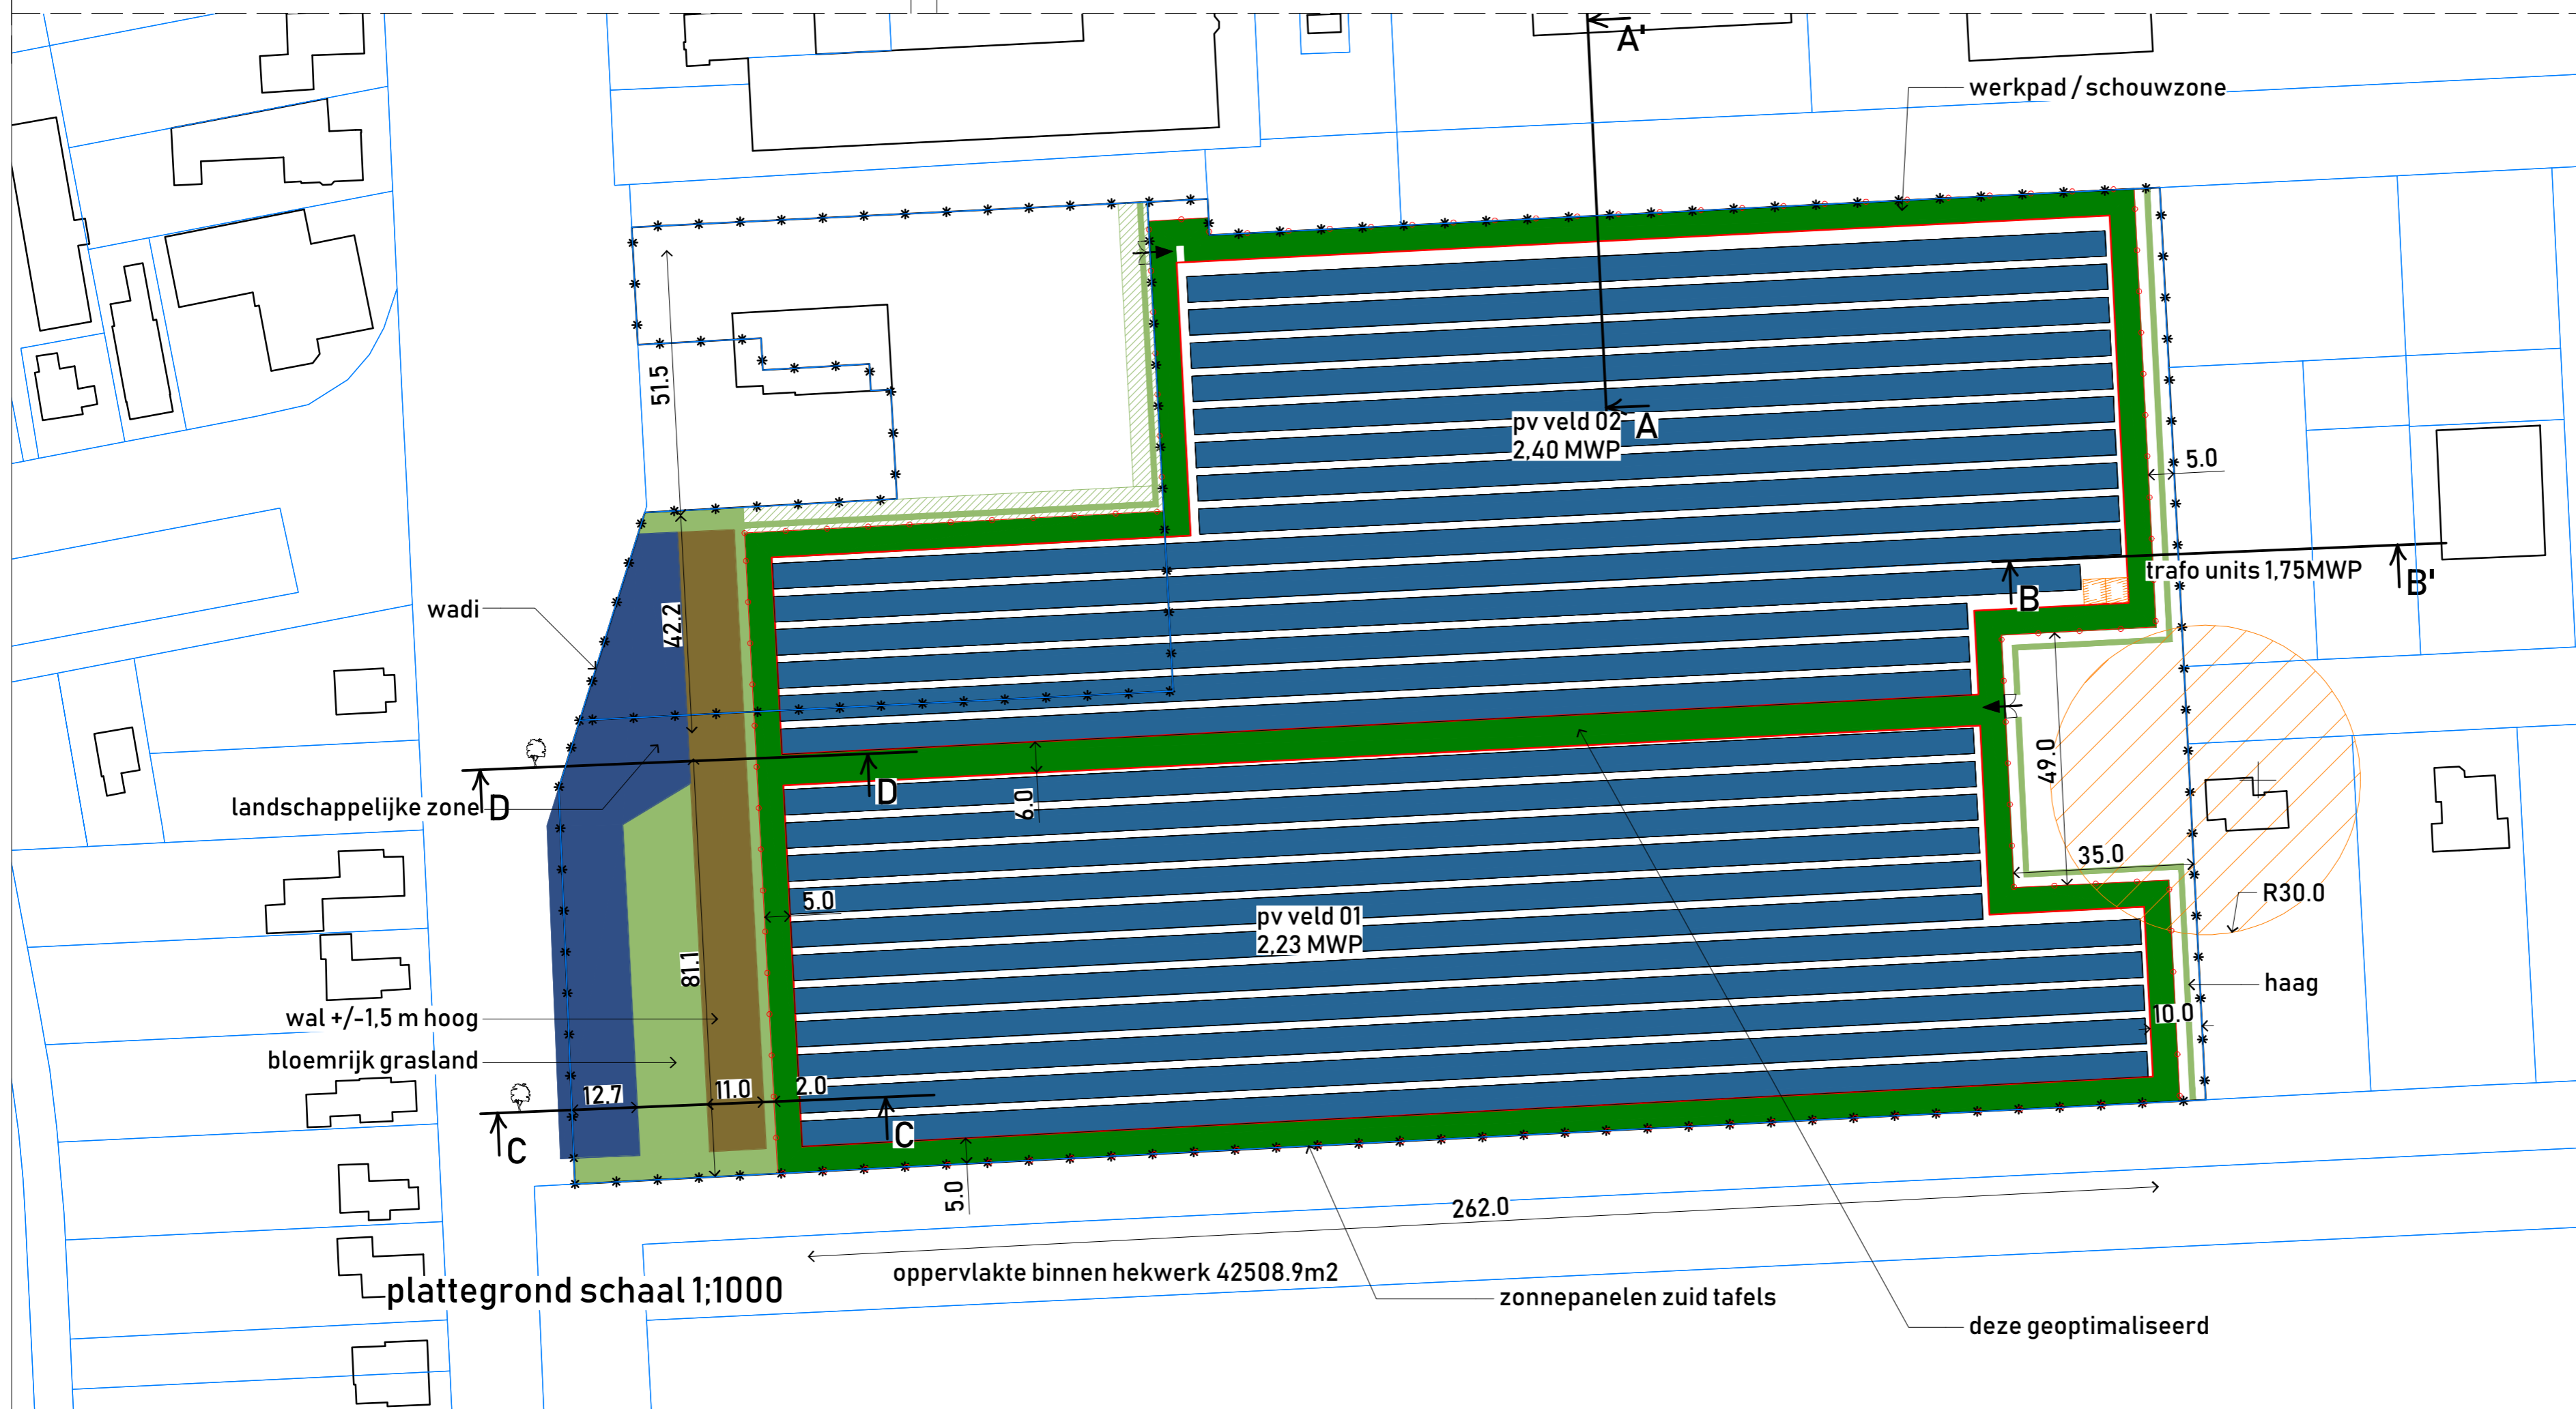 A'
werkpad / schouwzone
51.5
pv veld 02
2,40 MWP
A
5.0
trafo units 1,75MWP
B
B'
wadi
42.2
49.0
landschappelijke zone
D
D
6.0
35.0
R30.0
5.0
pv veld 01
2,23 MWP
81.1
haag
10.0
wal +/-1,5 m hoog
bloemrijk grasland
12.7
11.0
2.0
C
C
5.0
262.0
oppervlakte binnen hekwerk 42508.9m2
plattegrond schaal 1;1000
zonnepanelen zuid tafels
deze geoptimaliseerd